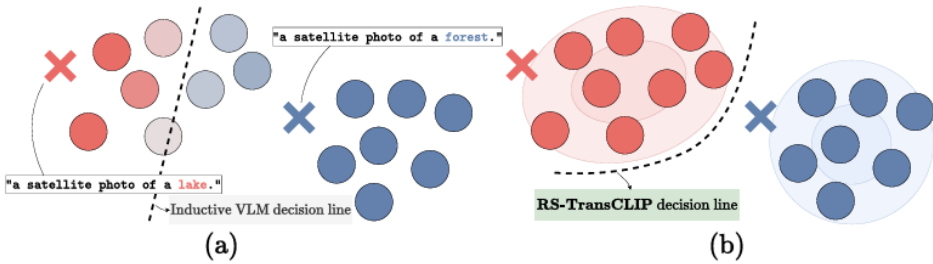 "a satellite photo of a forest."
"a satellite photo of a lake."
Inductive VLM decision line
RS-TransCLIP decision line
(a)
(b)